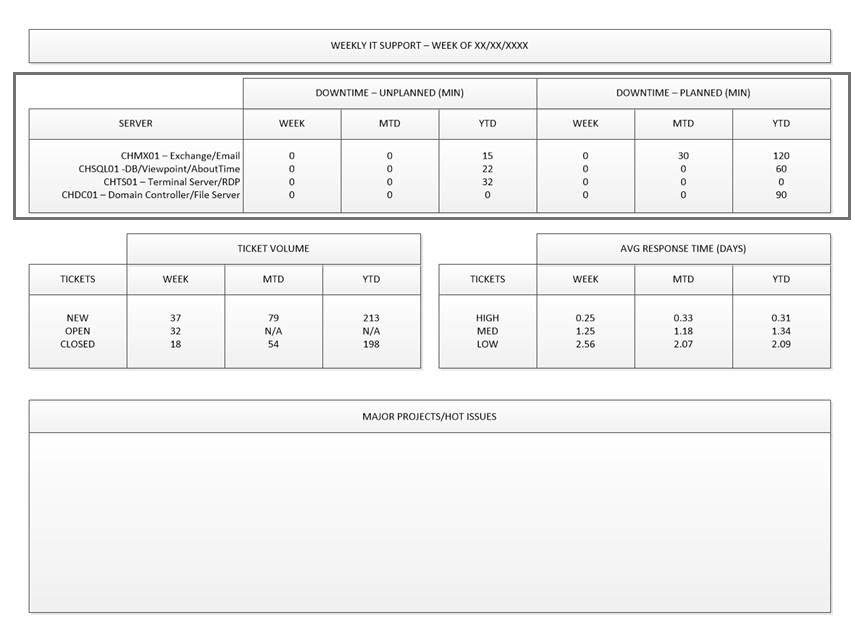 WEEKLY IT SUPPORT – WEEK OF XX/XX/XXXX
DOWNTIME – UNPLANNED (MIN) DOWNTIME – PLANNED (MIN)
SERVER WEEK MTD YTD WEEK MTD YTD
CHMX01 – Exchange/Email 0 0 15 0 30 120
CHSQL01 -DB/Viewpoint/AboutTime 0 0 22 0 0 60
CHTS01 – Terminal Server/RDP 0 0 32 0 0 0
CHDC01 – Domain Controller/File Server 0 0 0 0 0 90
TICKET VOLUME
TICKETS WEEK MTD YTD
NEW 37 79 213
OPEN 32 N/A N/A
CLOSED 18 54 198
AVG RESPONSE TIME (DAYS)
TICKETS WEEK MTD YTD
HIGH 0.25 0.33 0.31
MED 1.25 1.18 1.34
LOW 2.56 2.07 2.09
MAJOR PROJECTS/HOT ISSUES